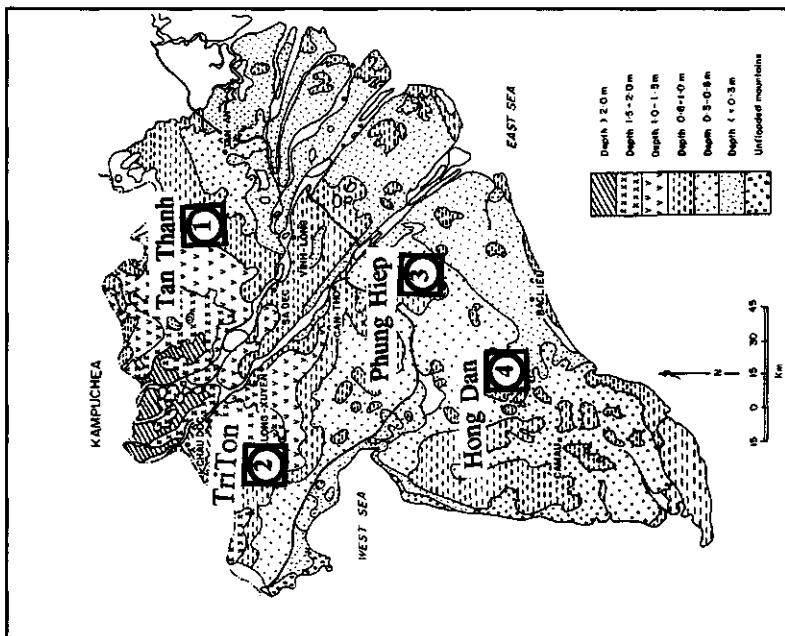 KAMPUCHEA
Tan Thanh
1
CHAU DOC
TriTon
2
LONG-XUYEN
SA DEC
VINH-LONG
CAN-THO
Phung Hiep
3
Hong Dan
4
BACLIEU
CAMAU
WEST SEA
EAST SEA
Depth > 2.0m
Depth 1.5-2.0m
Depth 1.0-1.5m
Depth 0.6-1.0m
Depth 0.3-0.6m
Depth < 0.3m
Unflooded mountains
N
15 0 15 30 45
Km